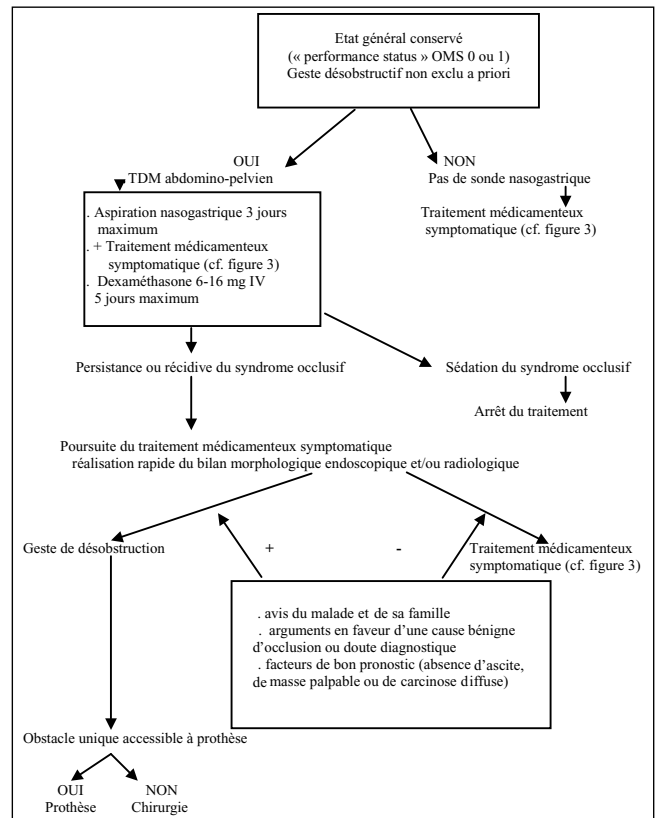 Etat général conservé
(« performance status » OMS 0 ou 1)
Geste désobstructif non exclu a priori
OUI
TDM abdomino-pelvien
NON
Pas de sonde nasogastrique
. Aspiration nasogastrique 3 jours
maximum
. + Traitement médicamenteux
symptomatique (cf. figure 3)
. Dexaméthasone 6-16 mg IV
5 jours maximum
Traitement médicamenteux
symptomatique (cf. figure 3)
Persistance ou récidive du syndrome occlusif
Sédation du syndrome occlusif
Arrêt du traitement
Poursuite du traitement médicamenteux symptomatique
réalisation rapide du bilan morphologique endoscopique et/ou radiologique
Geste de désobstruction
+
-
Traitement médicamenteux
symptomatique (cf. figure 3)
. avis du malade et de sa famille
. arguments en faveur d'une cause bénigne
d'occlusion ou doute diagnostique
. facteurs de bon pronostic (absence d'ascite,
de masse palpable ou de carcinose diffuse)
Obstacle unique accessible à prothèse
OUI
Prothèse
NON
Chirurgie